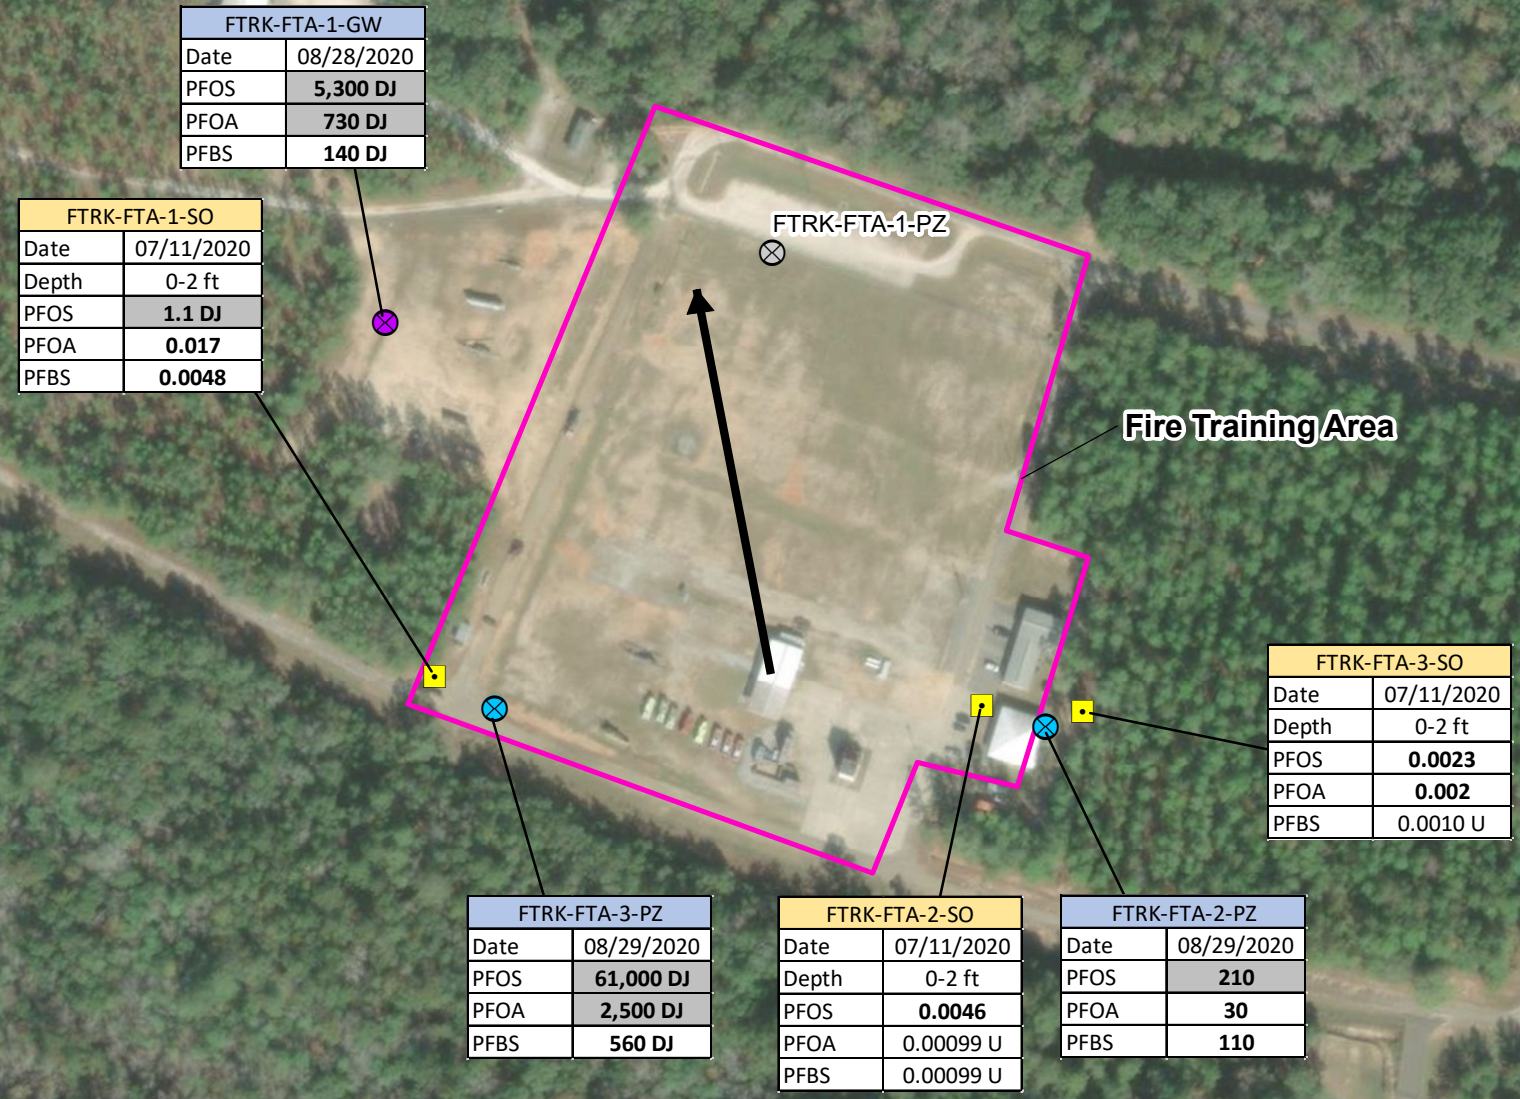 FTRK-FTA-1-GW
Date 08/28/2020
PFOS 5,300 DJ
PFOA 730 DJ
PFBS 140 DJ
FTRK-FTA-1-SO
Date 07/11/2020
Depth 0-2 ft
PFOS 1.1 DJ
PFOA 0.017
PFBS 0.0048
FTRK-FTA-1-PZ
Fire Training Area
FTRK-FTA-3-SO
Date 07/11/2020
Depth 0-2 ft
PFOS 0.0023
PFOA 0.002
PFBS 0.0010 U
FTRK-FTA-3-PZ
Date 08/29/2020
PFOS 61,000 DJ
PFOA 2,500 DJ
PFBS 560 DJ
FTRK-FTA-2-SO
Date 07/11/2020
Depth 0-2 ft
PFOS 0.0046
PFOA 0.00099 U
PFBS 0.00099 U
FTRK-FTA-2-PZ
Date 08/29/2020
PFOS 210
PFOA 30
PFBS 110